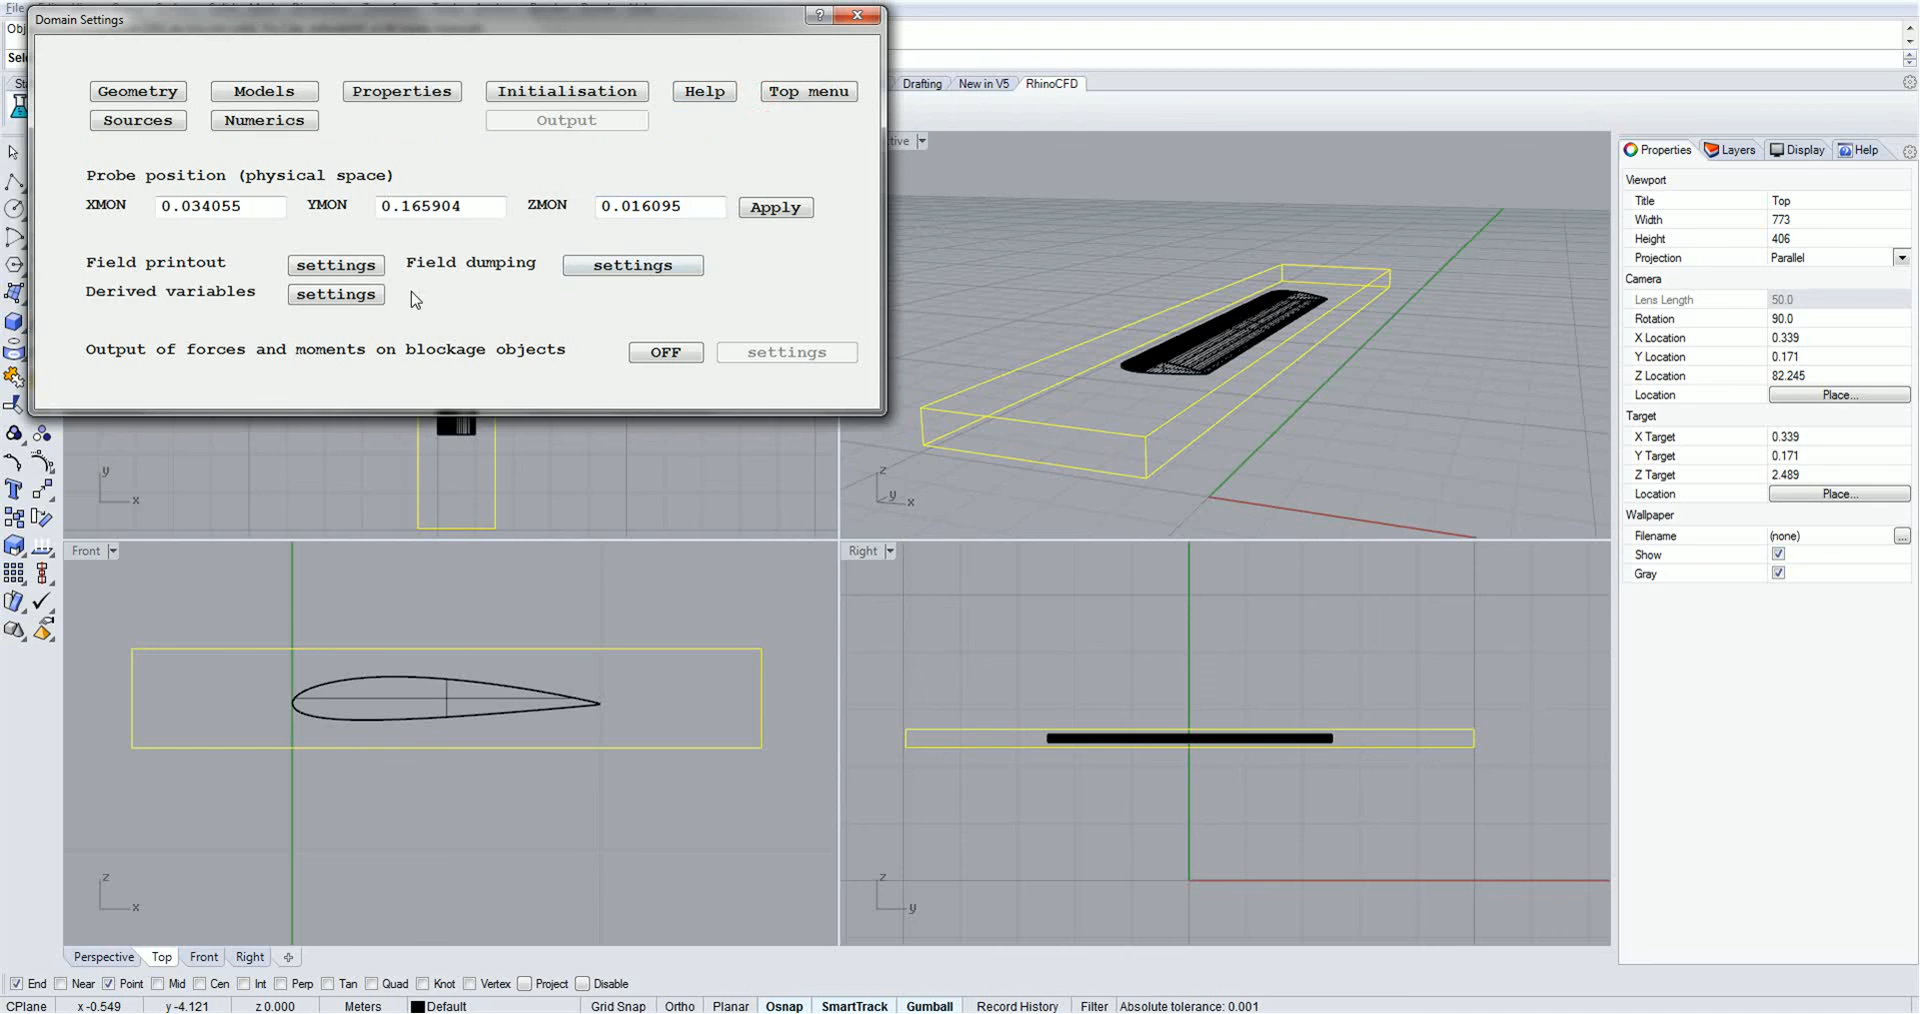 File
Domain Settings
Obj
Sele
Sta
Geometry Models Properties Initialisation Help Top menu
Sources Numerics Output
Probe position (physical space)
XMON 0.034055 YMON 0.165904 ZMON 0.016095 Apply
Field printout settings Field dumping settings
Derived variables settings
Output of forces and moments on blockage objects OFF settings
Drafting New in V5 RhinoCFD
tive
Properties Layers Display Help
Viewport
Title Top
Width 773
Height 406
Projection Parallel
Camera
Lens Length 50.0
Rotation 90.0
X Location 0.339
Y Location 0.171
Z Location 82.245
Location Place...
Target
X Target 0.339
Y Target 0.171
Z Target 2.489
Location Place...
Wallpaper
Filename (none) ...
Show
Gray
y
x
z
y
x
Front
z
x
Right
z
y
Perspective Top Front Right
End Near Point Mid Cen Int Perp Tan Quad Knot Vertex Project Disable
CPlane x -0.549 y -4.121 z 0.000 Meters Default Grid Snap Ortho Planar Osnap SmartTrack Gumball Record History Filter Absolute tolerance: 0.001